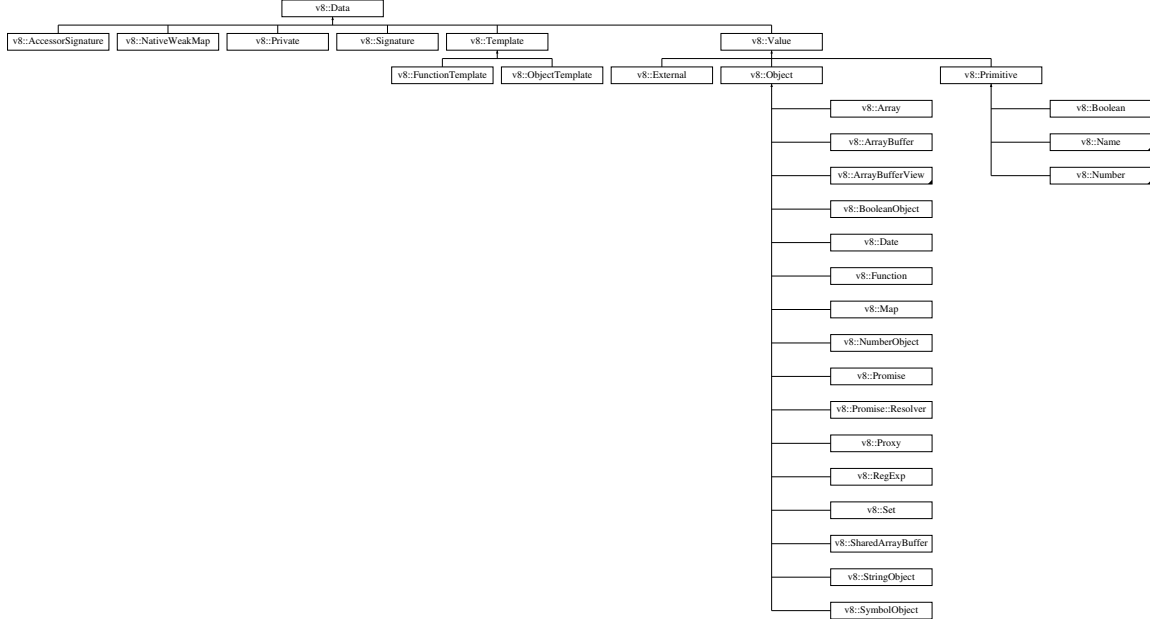 v8::Data
v8::AccessorSignature v8::NativeWeakMap v8::Private v8::Signature v8::Template v8::Value
v8::FunctionTemplate v8::ObjectTemplate v8::External v8::Object v8::Primitive
v8::Array v8::Boolean
v8::ArrayBuffer v8::Name
v8::ArrayBufferView v8::Number
v8::BooleanObject
v8::Date
v8::Function
v8::Map
v8::NumberObject
v8::Promise
v8::Promise::Resolver
v8::Proxy
v8::RegExp
v8::Set
v8::SharedArrayBuffer
v8::StringObject
v8::SymbolObject